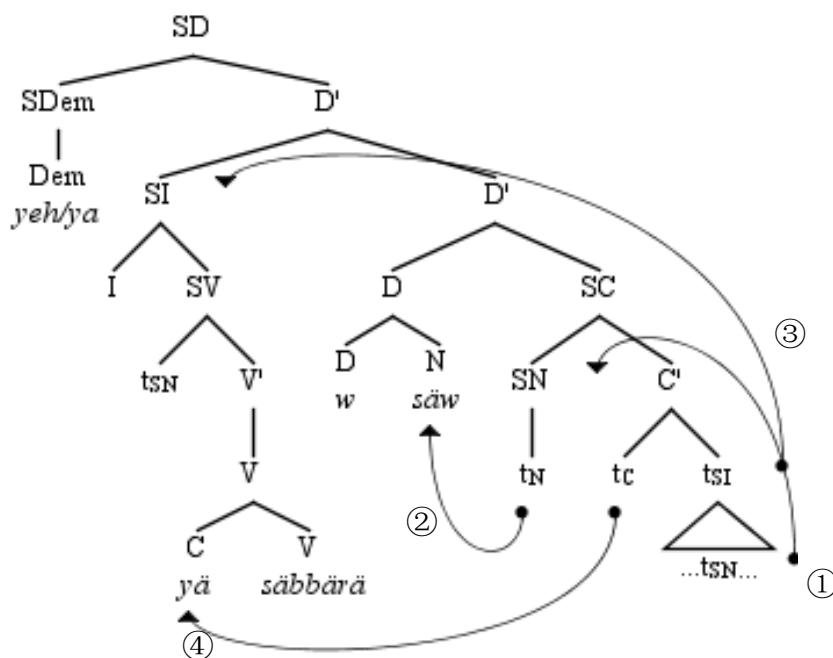 SD
SDem D'
Dem SI D'
yeh/ya
I SV D SC
tSN V' D N SN C' ③
w säw
V tN tC tSI
②
C V ...tSN... ①
yä säbbärä
④